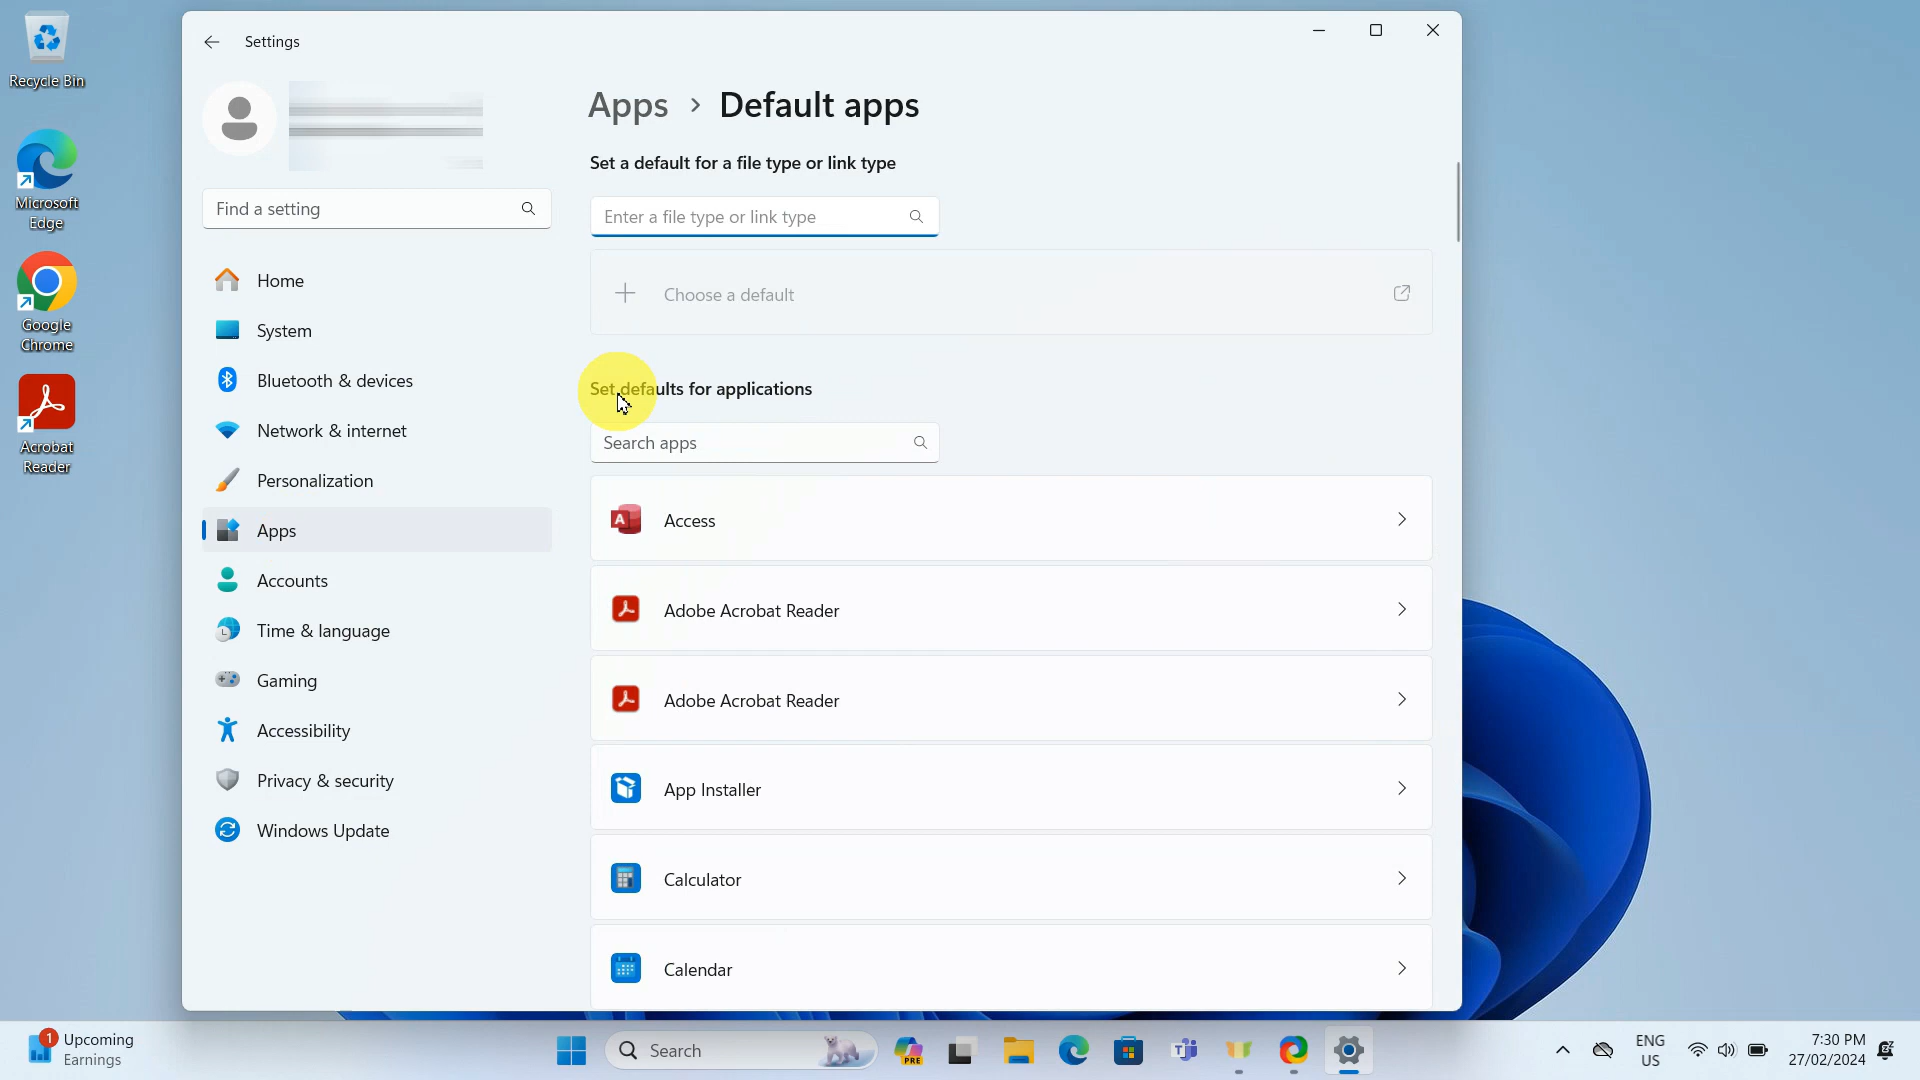 Recycle Bin
Microsoft
Edge
Google
Chrome
Acrobat
Reader
Settings
Find a setting
Home
System
Bluetooth & devices
Network & internet
Personalization
Apps
Accounts
Time & language
Gaming
Accessibility
Privacy & security
Windows Update
Apps > Default apps
Set a default for a file type or link type
Enter a file type or link type
Choose a default
Set defaults for applications
Search apps
Access
Adobe Acrobat Reader
Adobe Acrobat Reader
App Installer
Calculator
Calendar
1
Upcoming
Earnings
Search
PRE
ENG
US
7:30 PM
27/02/2024